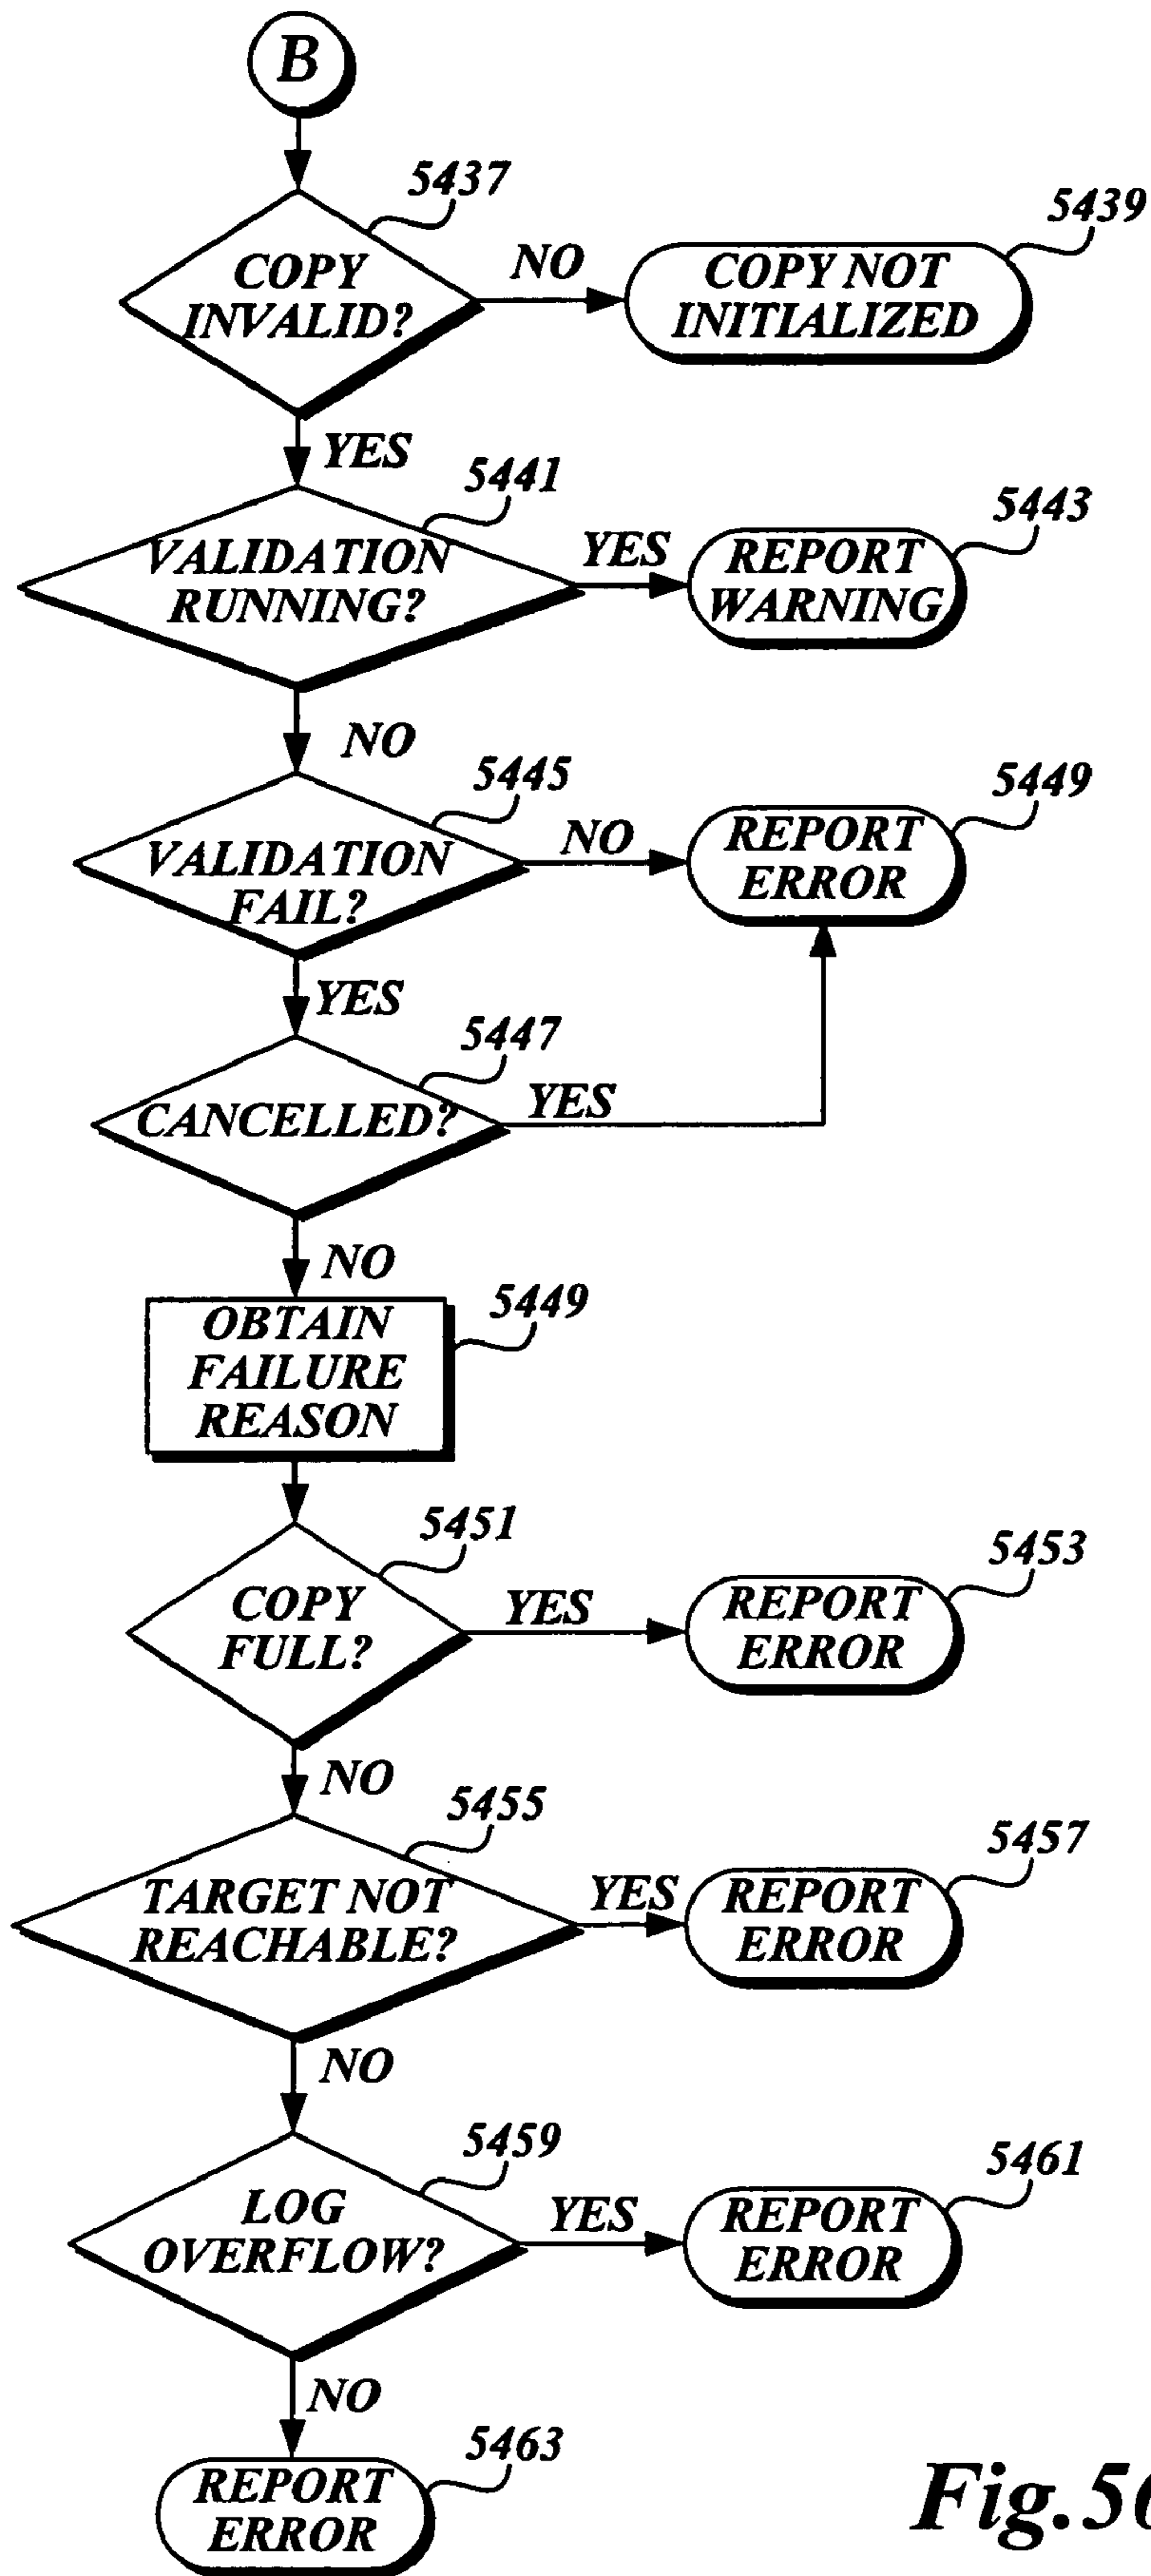 B
5437
COPY
INVALID?
NO
5439
COPY NOT
INITIALIZED
YES
5441
VALIDATION
RUNNING?
YES
5443
REPORT
WARNING
NO
5445
VALIDATION
FAIL?
NO
5449
REPORT
ERROR
YES
5447
CANCELLED?
YES
NO
5449
OBTAIN
FAILURE
REASON
5451
COPY
FULL?
YES
5453
REPORT
ERROR
NO
5455
TARGET NOT
REACHABLE?
YES
5457
REPORT
ERROR
NO
5459
LOG
OVERFLOW?
YES
5461
REPORT
ERROR
NO
5463
REPORT
ERROR